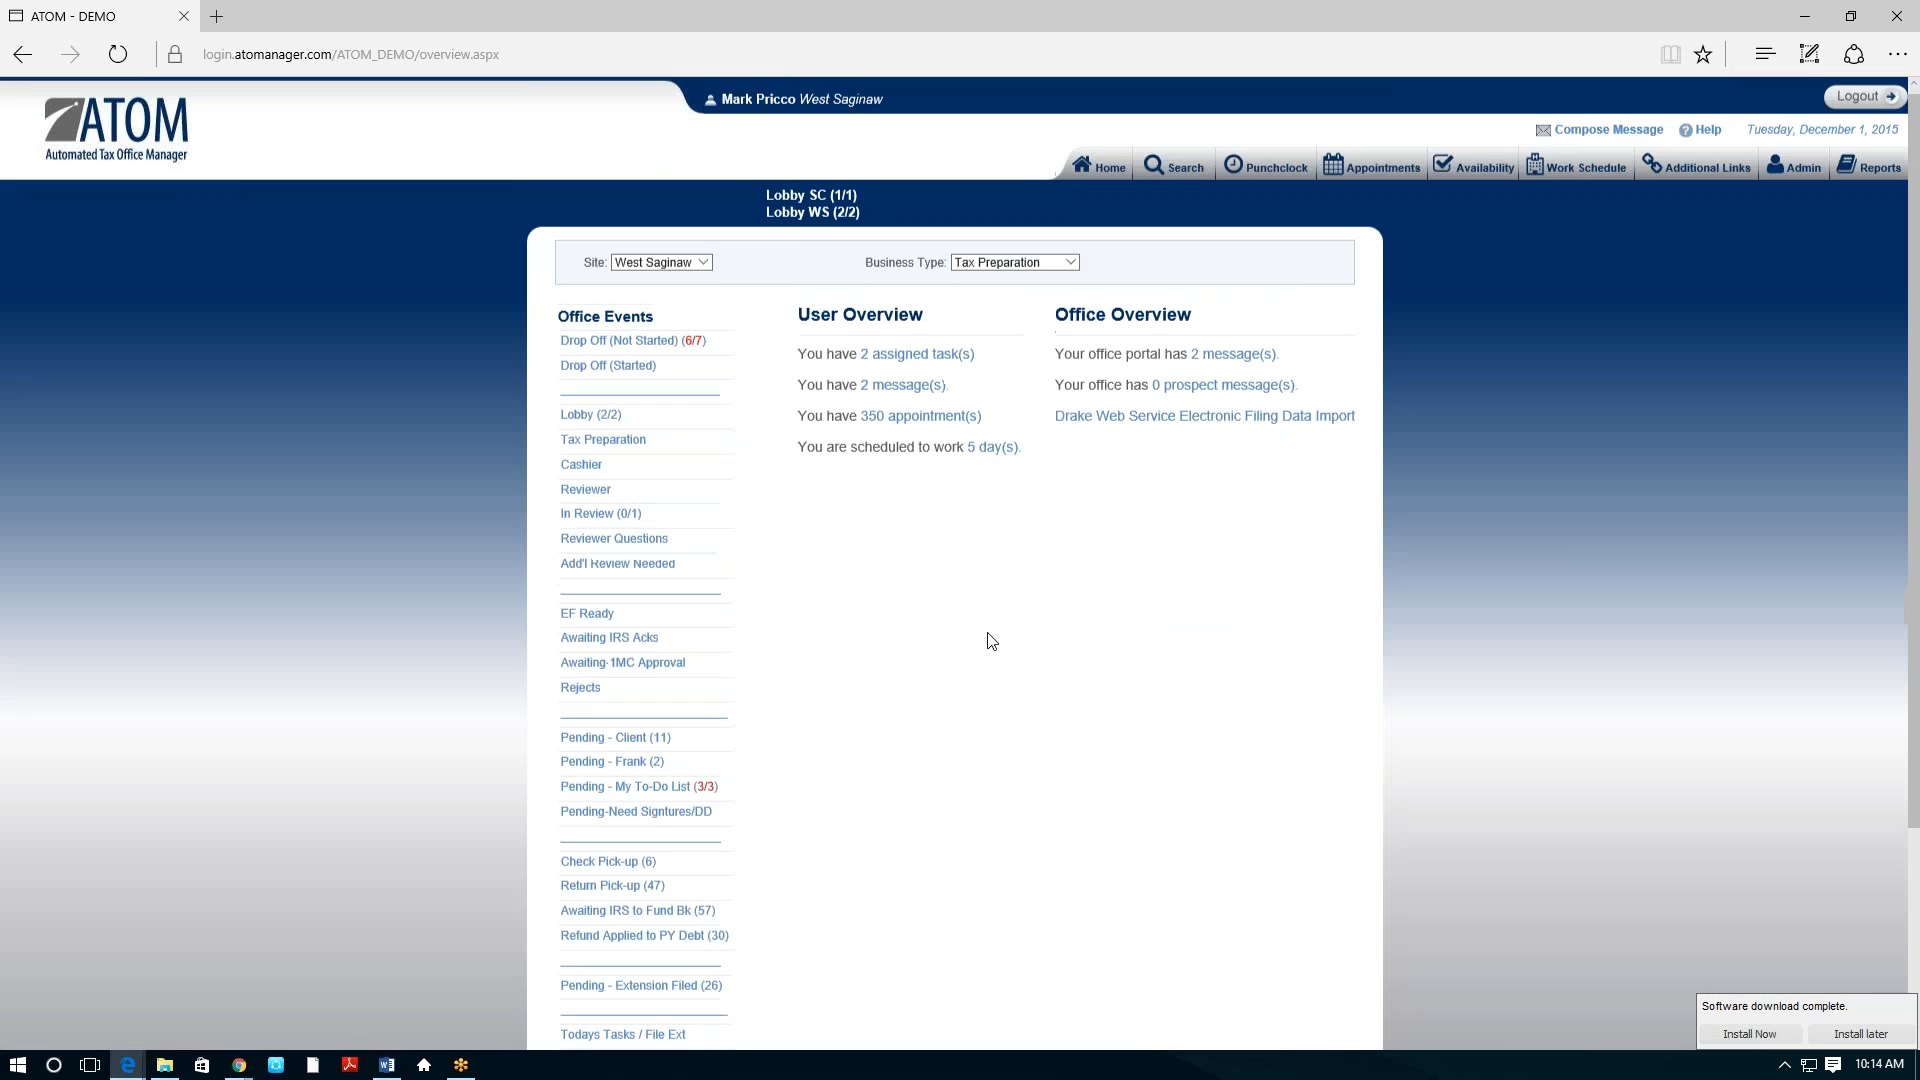 ATOM - DEMO
login.atomanager.com/ATOM_DEMO/overview.aspx
ATOM
Automated Tax Office Manager
Mark Pricco West Saginaw
Logout
Compose Message Help Tuesday, December 1, 2015
Home Search Punchclock Appointments Availability Work Schedule Additional Links Admin Reports
Lobby SC (1/1)
Lobby WS (2/2)
Site: West Saginaw Business Type: Tax Preparation
Office Events
Drop Off (Not Started) (6/7)
Drop Off (Started)
Lobby (2/2)
Tax Preparation
Cashier
Reviewer
In Review (0/1)
Reviewer Questions
Add'l Review Needed
EF Ready
Awaiting IRS Acks
Awaiting 1MC Approval
Rejects
Pending - Client (11)
Pending - Frank (2)
Pending - My To-Do List (3/3)
Pending-Need Signtures/DD
Check Pick-up (6)
Return Pick-up (47)
Awaiting IRS to Fund Bk (57)
Refund Applied to PY Debt (30)
Pending - Extension Filed (26)
Todays Tasks / File Ext
User Overview
You have 2 assigned task(s)
You have 2 message(s).
You have 350 appointment(s)
You are scheduled to work 5 day(s).
Office Overview
Your office portal has 2 message(s).
Your office has 0 prospect message(s).
Drake Web Service Electronic Filing Data Import
Software download complete.
Install Now Install later
10:14 AM